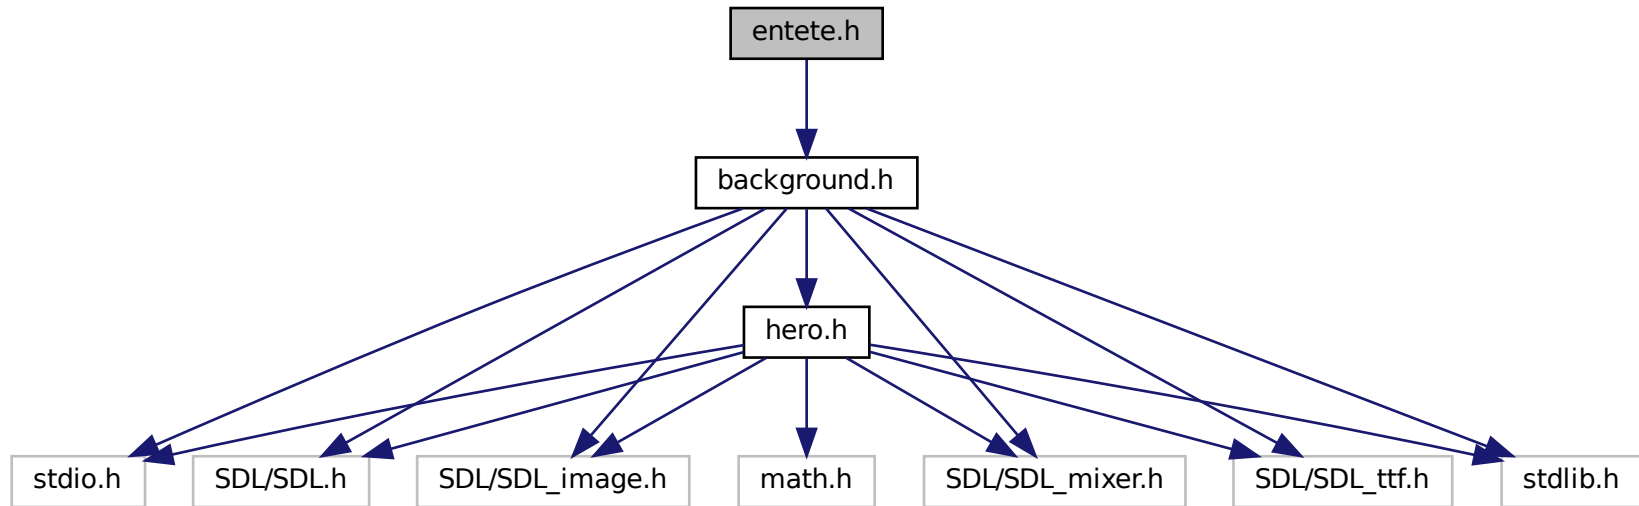 entete.h
background.h
hero.h
stdio.h
SDL/SDL.h
SDL/SDL_image.h
math.h
SDL/SDL_mixer.h
SDL/SDL_ttf.h
stdlib.h